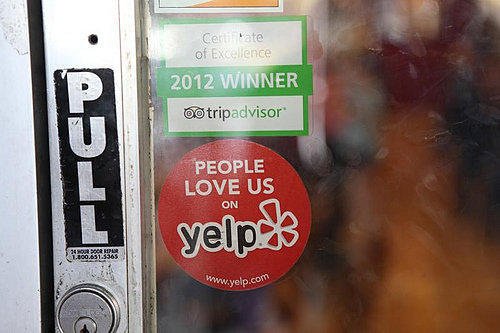 PULL
24 HOUR DOOR REPAIR
1.800.651.5365
Certificate
of Excellence
2012 WINNER
tripadvisor®
PEOPLE
LOVE US
ON
yelp
www.yelp.com